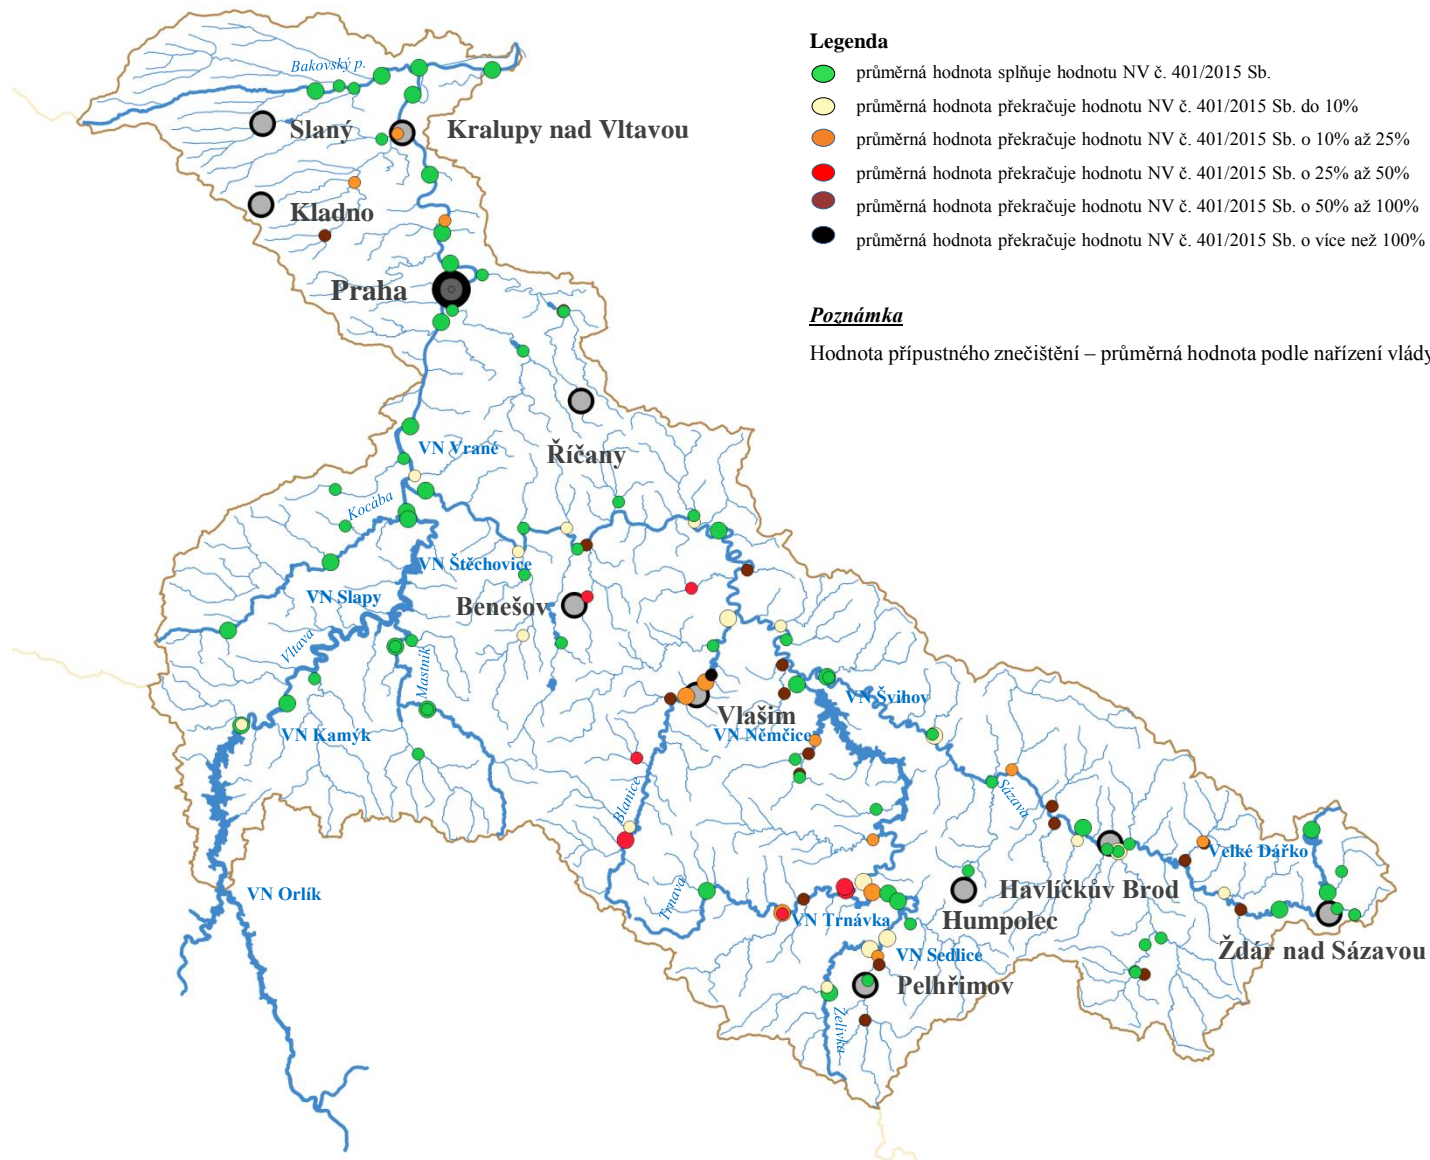 Legenda
průměrná hodnota splňuje hodnotu NV č. 401/2015 Sb.
průměrná hodnota překračuje hodnotu NV č. 401/2015 Sb. do 10%
průměrná hodnota překračuje hodnotu NV č. 401/2015 Sb. o 10% až 25%
průměrná hodnota překračuje hodnotu NV č. 401/2015 Sb. o 25% až 50%
průměrná hodnota překračuje hodnotu NV č. 401/2015 Sb. o 50% až 100%
průměrná hodnota překračuje hodnotu NV č. 401/2015 Sb. o více než 100%
Poznámka
Hodnota přípustného znečištění – průměrná hodnota podle nařízení vlády
Bakovský p.
Slaný
Kralupy nad Vltavou
Kladno
Praha
Říčany
VN Vrané
Kocába
VN Štěchovice
VN Slapy
Benešov
Vltava
Mastník
VN Kamýk
VN Orlík
Vlašim
VN Němčice
VN Švihov
Blanice
Sázava
Trnava
VN Trnávka
Havlíčkův Brod
Humpolec
Velké Dářko
Žďár nad Sázavou
VN Sedlice
Pelhřimov
Želivka